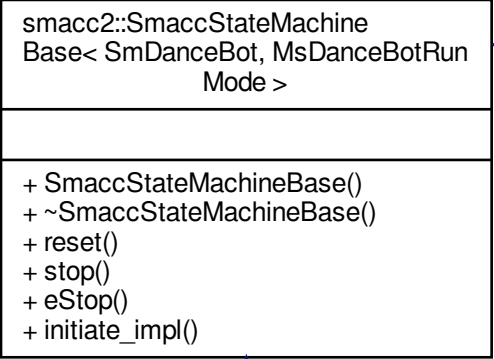 smacc2::SmaccStateMachine
Base< SmDanceBot, MsDanceBotRun
Mode >
+ SmaccStateMachineBase()
+ ~SmaccStateMachineBase()
+ reset()
+ stop()
+ eStop()
+ initiate_impl()